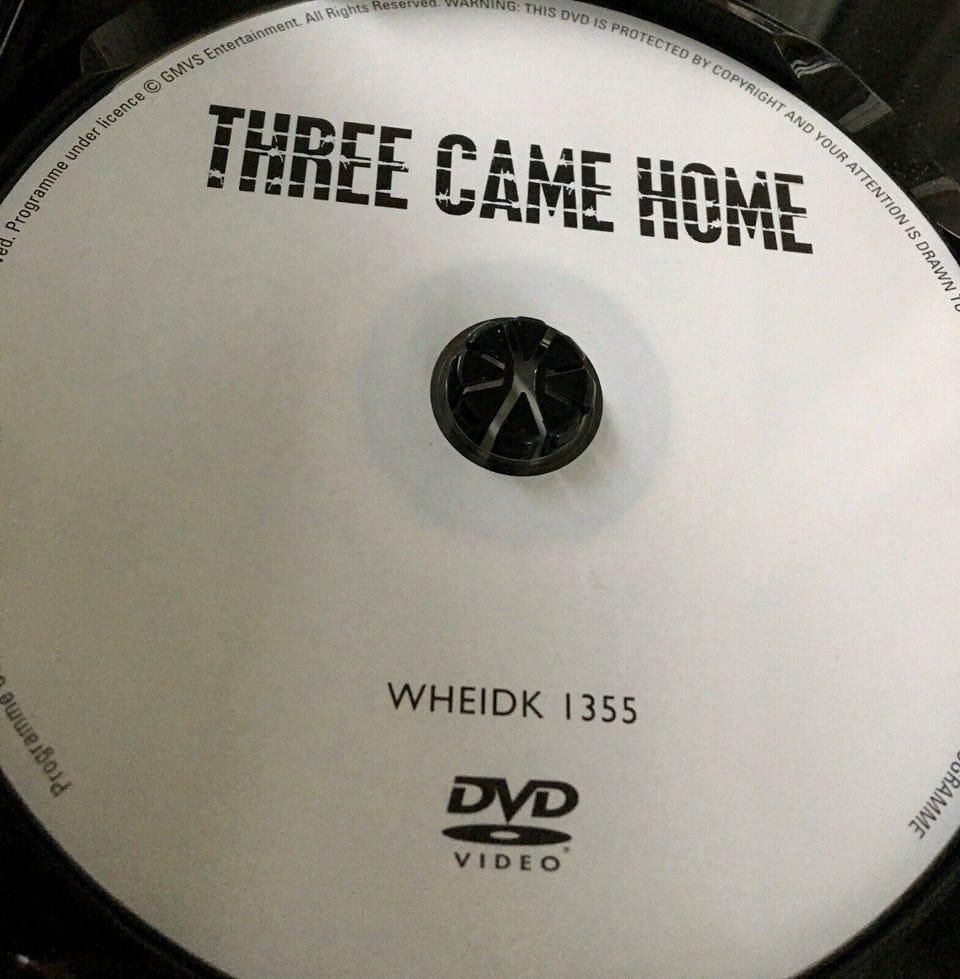 ed. Programme under licence © GMVS Entertainment. All Rights Reserved. WARNING: THIS DVD IS PROTECTED BY COPYRIGHT AND YOUR ATTENTION IS DRAWN TO
THREE CAME HOME
WHEIDK 1355
DVD
VIDEO
Programme